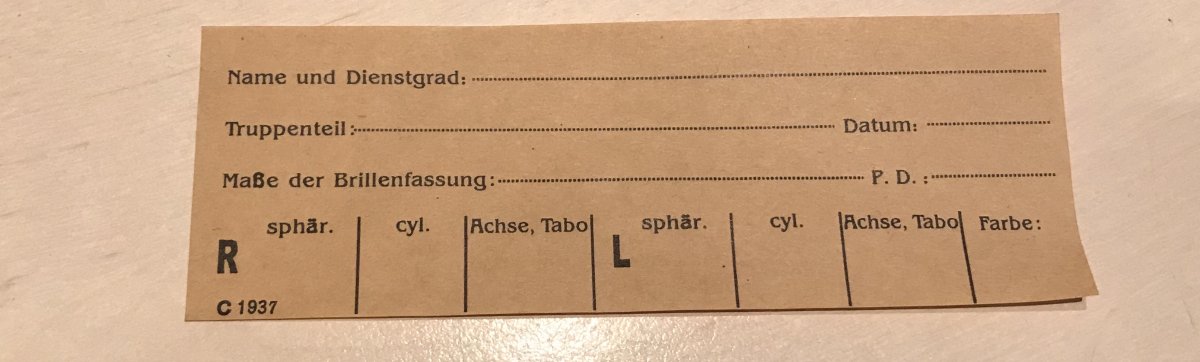 Name und Dienstgrad:
Truppenteil: Datum:
Maße der Brillenfassung: P. D. :
R sphär. cyl. Achse, Tabo L sphär. cyl. Achse, Tabo Farbe:
C 1937